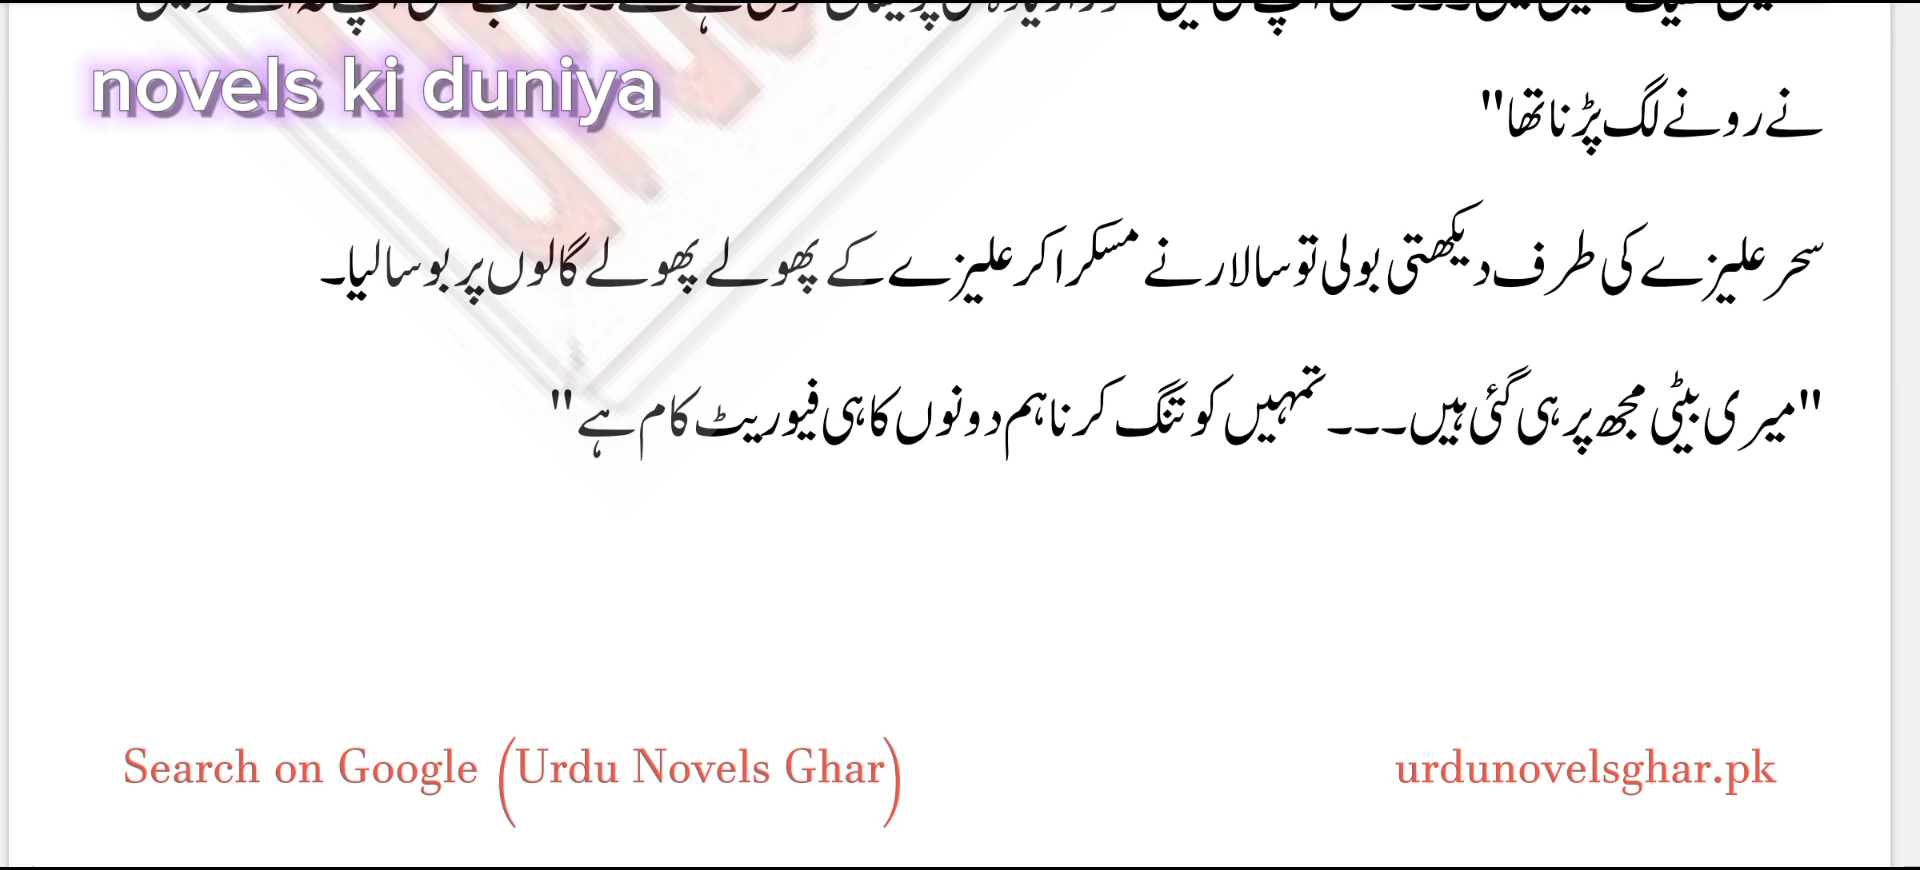 novels ki duniya
نے رونے لگ پڑنا تھا"
سحر علیزے کی طرف دیکھتی بولی تو سالار نے مسکرا کر علیزے کے پھولے پھولے گالوں پر بوسا لیا۔
"میری بیٹی مجھ پر ہی گئی ہیں۔۔۔ تمہیں کو تنگ کرنا ہم دونوں کا ہی فیوریٹ کام ہے"
Search on Google (Urdu Novels Ghar) urdunovelsghar.pk